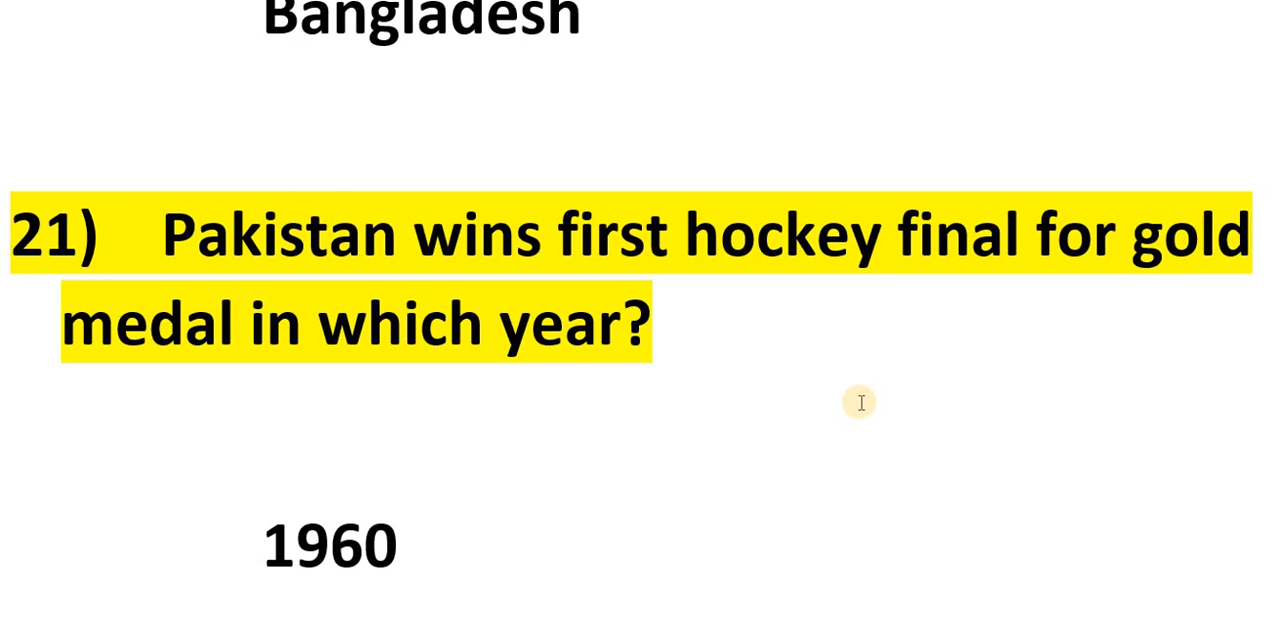 Bangladesh
21) Pakistan wins first hockey final for gold
medal in which year?
1960